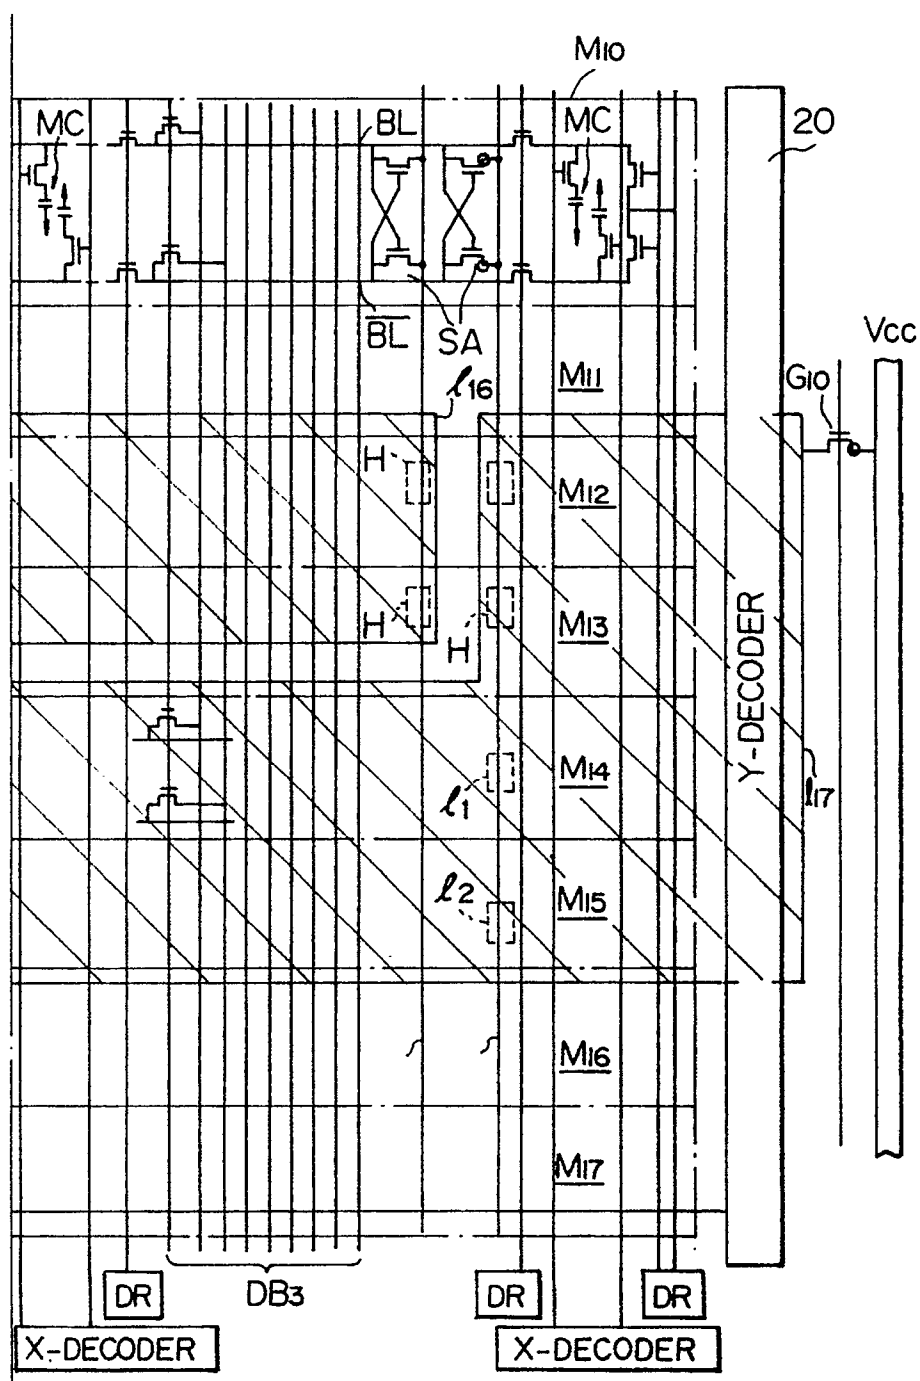 M10
MC
BL
MC
20
BL
SA
Vcc
M11
l16
G10
H
M12
H
H
M13
Y-DECODER
l1
M14
l17
l2
M15
M16
M17
DR
DB3
DR
DR
X-DECODER
X-DECODER